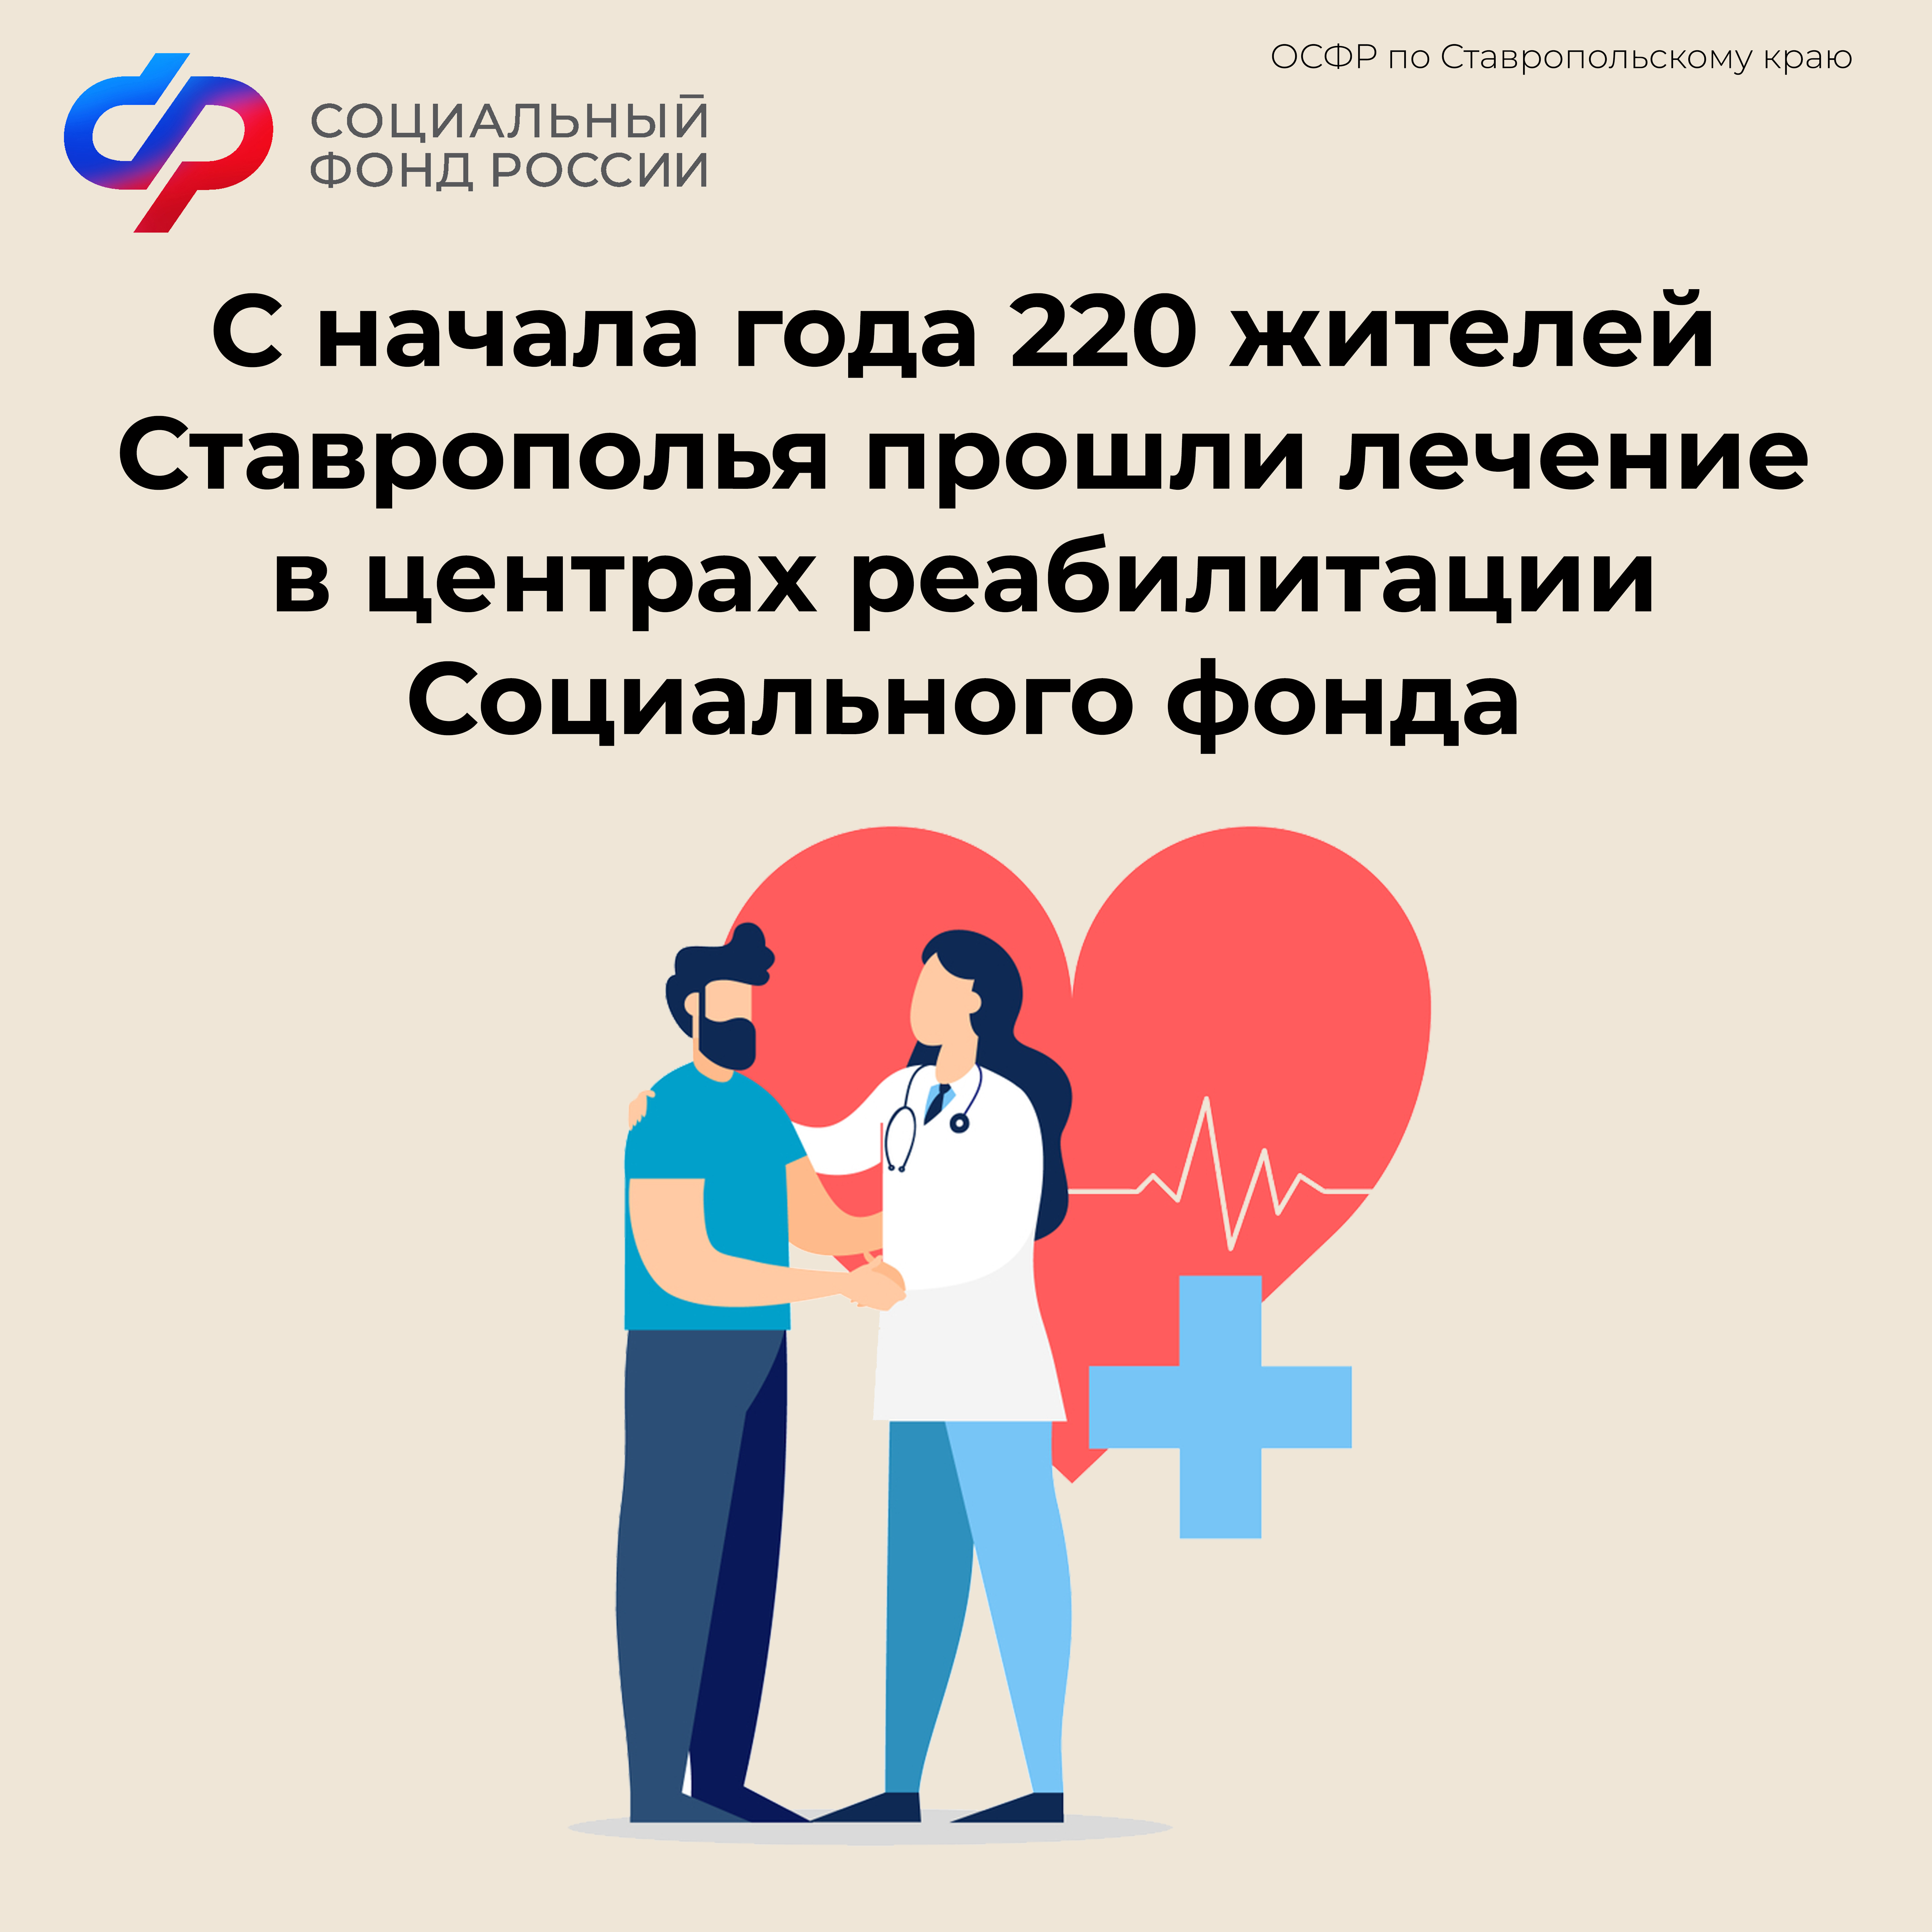 ОСФР по Ставропольскому краю
СОЦИАЛЬНЫЙ
ФОНД РОССИИ
С начала года 220 жителей
Ставрополья прошли лечение
в центрах реабилитации
Социального фонда